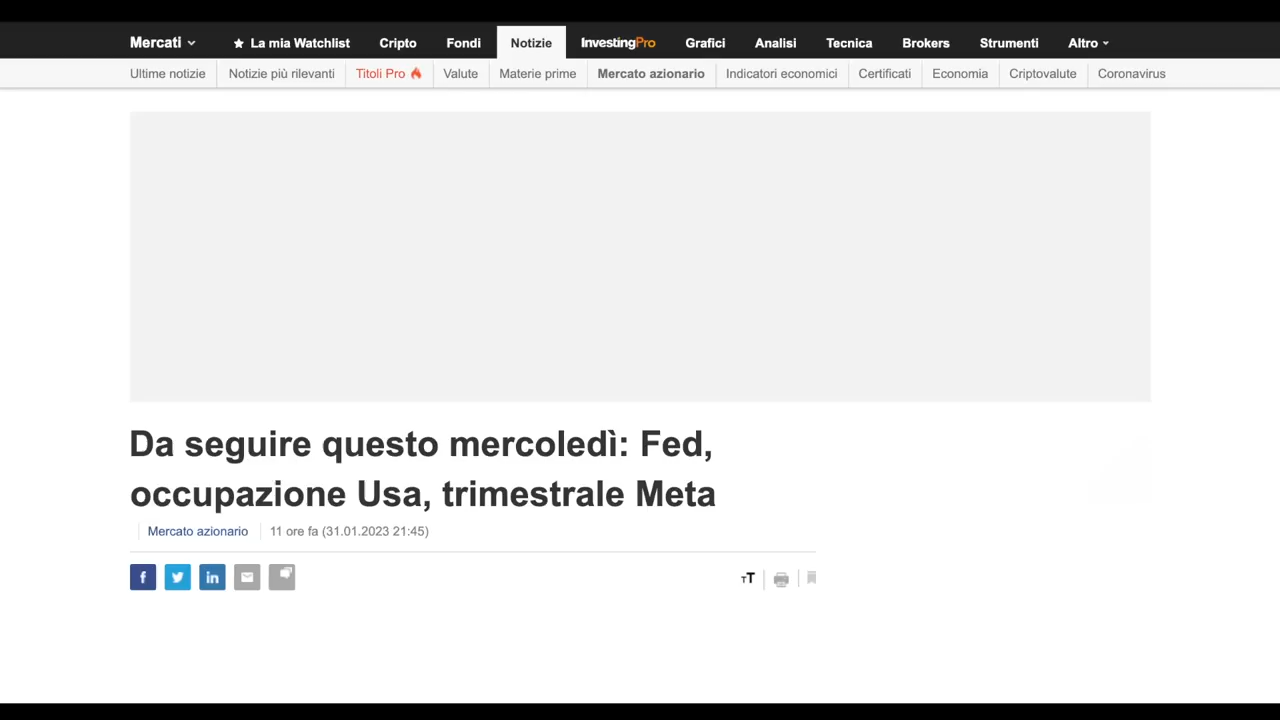 Mercati La mia Watchlist Cripto Fondi Notizie InvestingPro Grafici Analisi Tecnica Brokers Strumenti Altro
Ultime notizie Notizie più rilevanti Titoli Pro Valute Materie prime Mercato azionario Indicatori economici Certificati Economia Criptovalute Coronavirus
Da seguire questo mercoledì: Fed,
occupazione Usa, trimestrale Meta
Mercato azionario 11 ore fa (31.01.2023 21:45)
f in TT